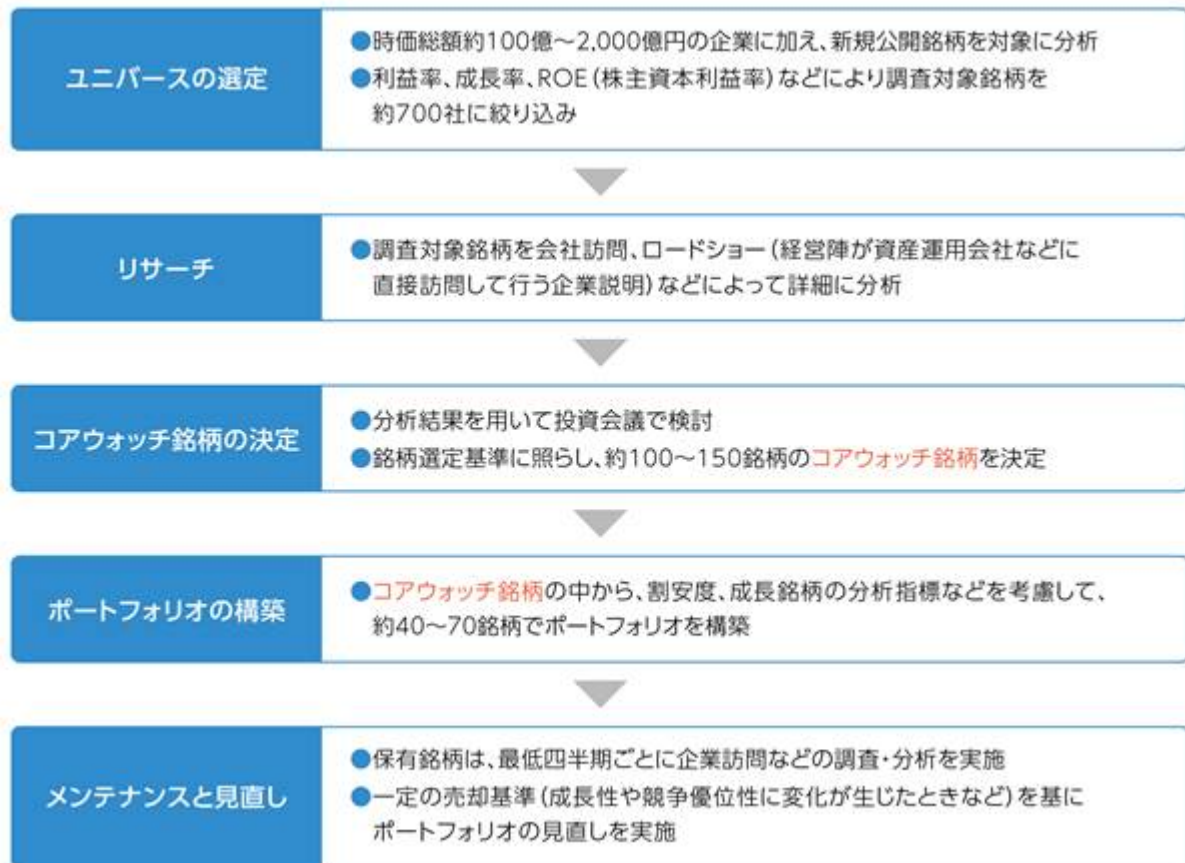 ユニバースの選定
●時価総額約100億～2,000億円の企業に加え、新規公開銘柄を対象に分析
●利益率、成長率、ROE(株主資本利益率)などにより調査対象銘柄を
約700社に絞り込み
リサーチ
●調査対象銘柄を会社訪問、ロードショー(経営陣が資産運用会社などに
直接訪問して行う企業説明)などによって詳細に分析
コアウォッチ銘柄の決定
●分析結果を用いて投資会議で検討
●銘柄選定基準に照らし、約100～150銘柄のコアウォッチ銘柄を決定
ポートフォリオの構築
●コアウォッチ銘柄の中から、割安度、成長銘柄の分析指標などを考慮して、
約40～70銘柄でポートフォリオを構築
メンテナンスと見直し
●保有銘柄は、最低四半期ごとに企業訪問などの調査・分析を実施
●一定の売却基準(成長性や競争優位性に変化が生じたときなど)を基に
ポートフォリオの見直しを実施